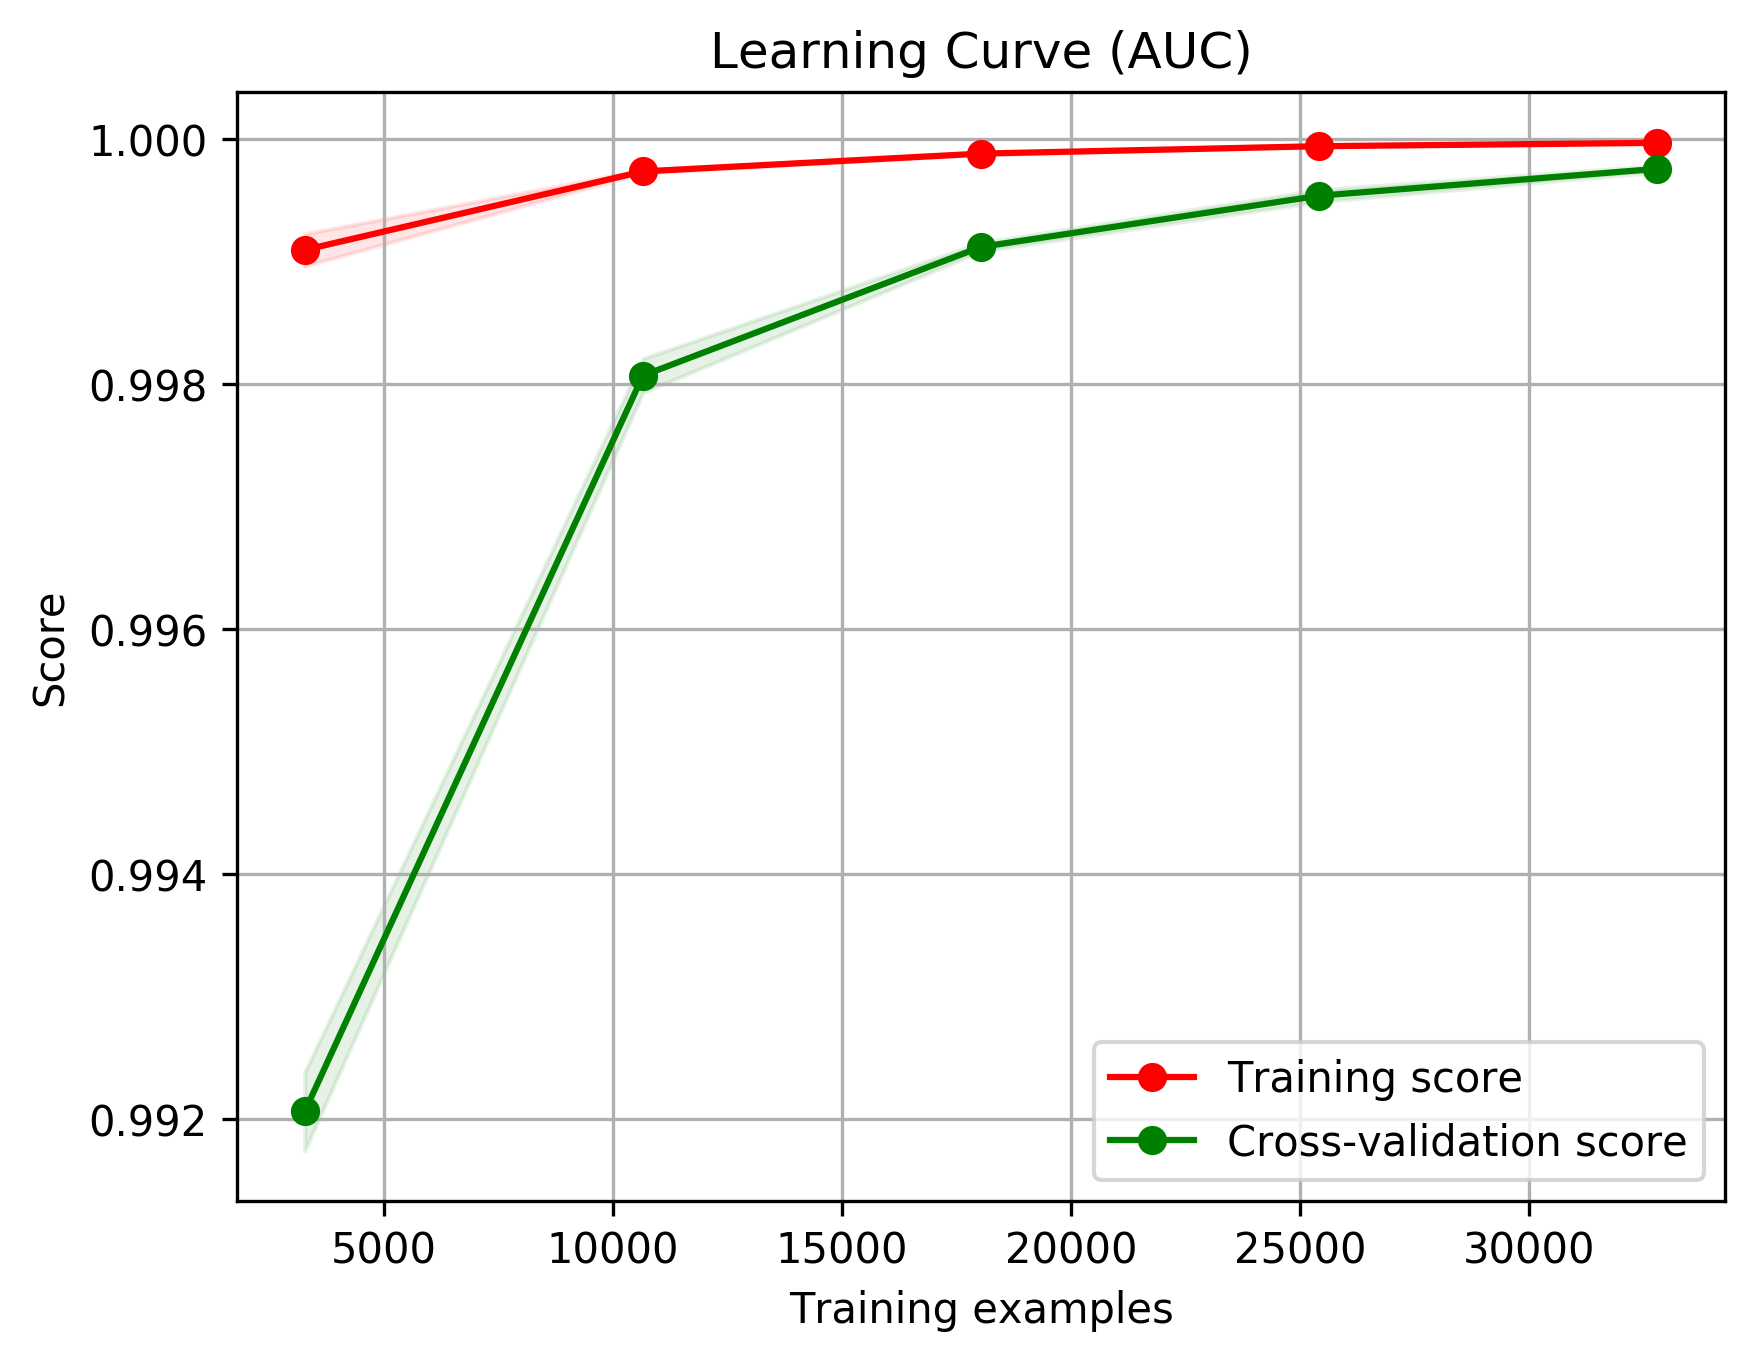 Learning Curve (AUC)
1.000
0.998
0.996
0.994
0.992
Score
Training score
Cross-validation score
5000 10000 15000 20000 25000 30000
Training examples